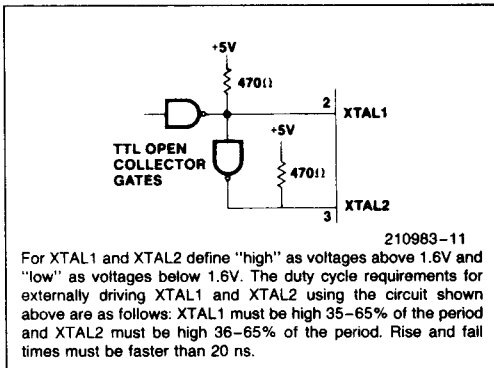 +5V
470Ω
2
XTAL1
+5V
TTL OPEN
COLLECTOR
GATES
470Ω
3
XTAL2
210983-11
For XTAL1 and XTAL2 define "high" as voltages above 1.6V and
"low" as voltages below 1.6V. The duty cycle requirements for
externally driving XTAL1 and XTAL2 using the circuit shown
above are as follows: XTAL1 must be high 35-65% of the period
and XTAL2 must be high 36-65% of the period. Rise and fall
times must be faster than 20 ns.